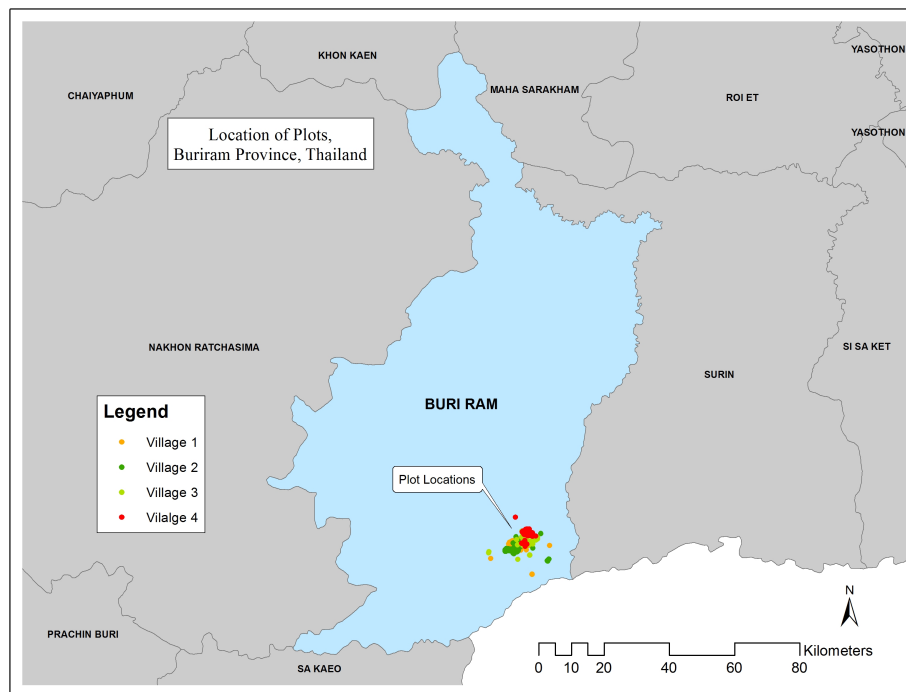 YASOTHON
KHON KAEN
MAHA SARAKHAM
CHAIYAPHUM
ROI ET
YASOTHON
Location of Plots,
Buriram Province, Thailand
NAKHON RATCHASIMA
SI SA KET
SURIN
BURI RAM
Legend
Village 1
Village 2
Village 3
Vilalge 4
Plot Locations
N
PRACHIN BURI
SA KAEO
Kilometers
0 10 20 40 60 80